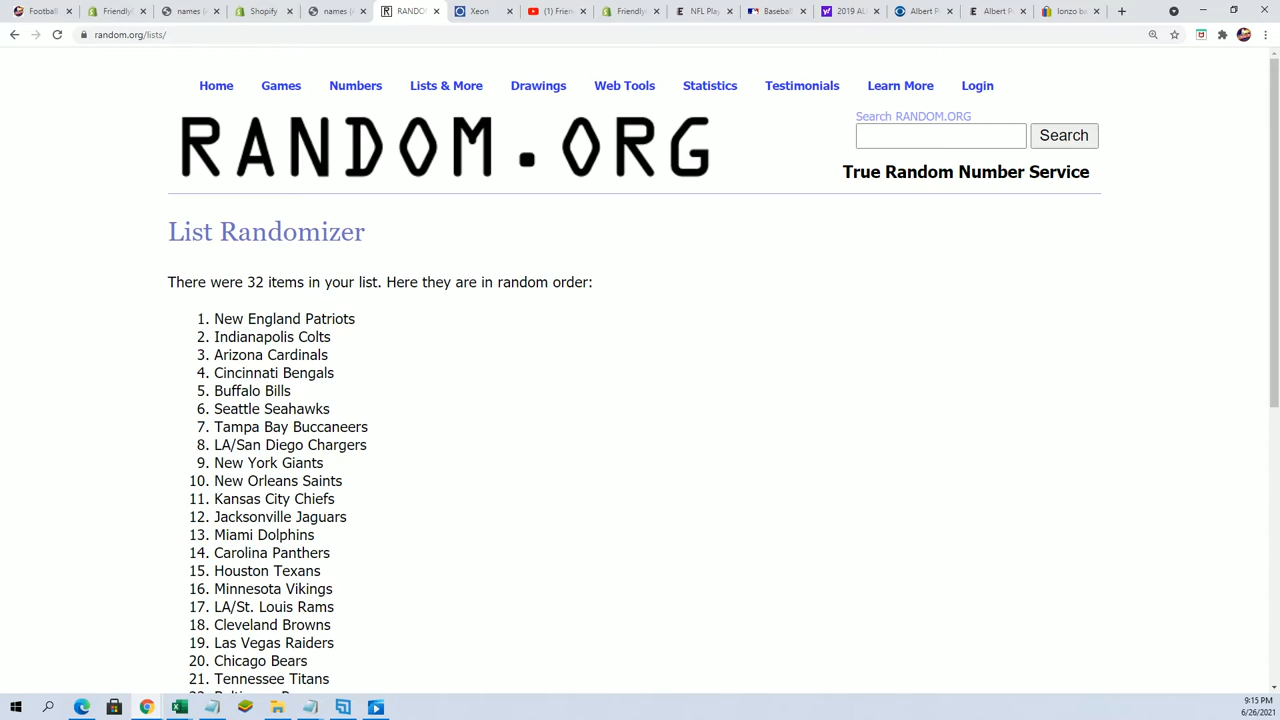 Football
Friendly
names (
Shopify
names (
RANDO
Xeon
(1) Frien
Friendly
NFL Play
Baseball
2019 AL
Albert P
Albert P
lonzo ba
random.org/lists/
Home Games Numbers Lists & More Drawings Web Tools Statistics Testimonials Learn More Login
RANDOM.ORG
Search RANDOM.ORG
Search
True Random Number Service
List Randomizer
There were 32 items in your list. Here they are in random order:
1. New England Patriots
2. Indianapolis Colts
3. Arizona Cardinals
4. Cincinnati Bengals
5. Buffalo Bills
6. Seattle Seahawks
7. Tampa Bay Buccaneers
8. LA/San Diego Chargers
9. New York Giants
10. New Orleans Saints
11. Kansas City Chiefs
12. Jacksonville Jaguars
13. Miami Dolphins
14. Carolina Panthers
15. Houston Texans
16. Minnesota Vikings
17. LA/St. Louis Rams
18. Cleveland Browns
19. Las Vegas Raiders
20. Chicago Bears
21. Tennessee Titans
9:15 PM
6/26/2021